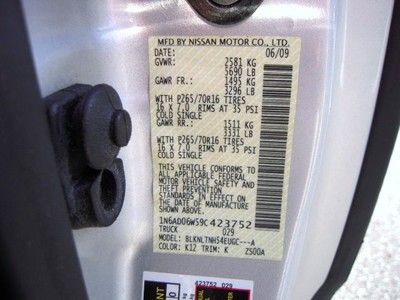 MFD BY NISSAN MOTOR CO., LTD.
DATE: 06/09
GVWR: 2581 KG
5690 LB
GAWR FR.: 1495 KG
3296 LB
WITH P265/70R16 TIRES
16 X 7.0 RIMS AT 35 PSI
COLD SINGLE
GAWR RR.: 1511 KG
3331 LB
WITH P265/70R16 TIRES
16 X 7.0 RIMS AT 35 PSI
COLD SINGLE
THIS VEHICLE CONFORMS TO
ALL APPLICABLE FEDERAL
MOTOR VEHICLE SAFETY AND
THEFT PREVENTION
STANDARDS IN EFFECT ON
THE DATE OF MANUFACTURE
SHOWN ABOVE
1N6AD06W59C423752
TRUCK 029
MODEL: BLKNLTNH54EUGC---A
COLOR: K12 TRIM: K
ZS00A
423752 029